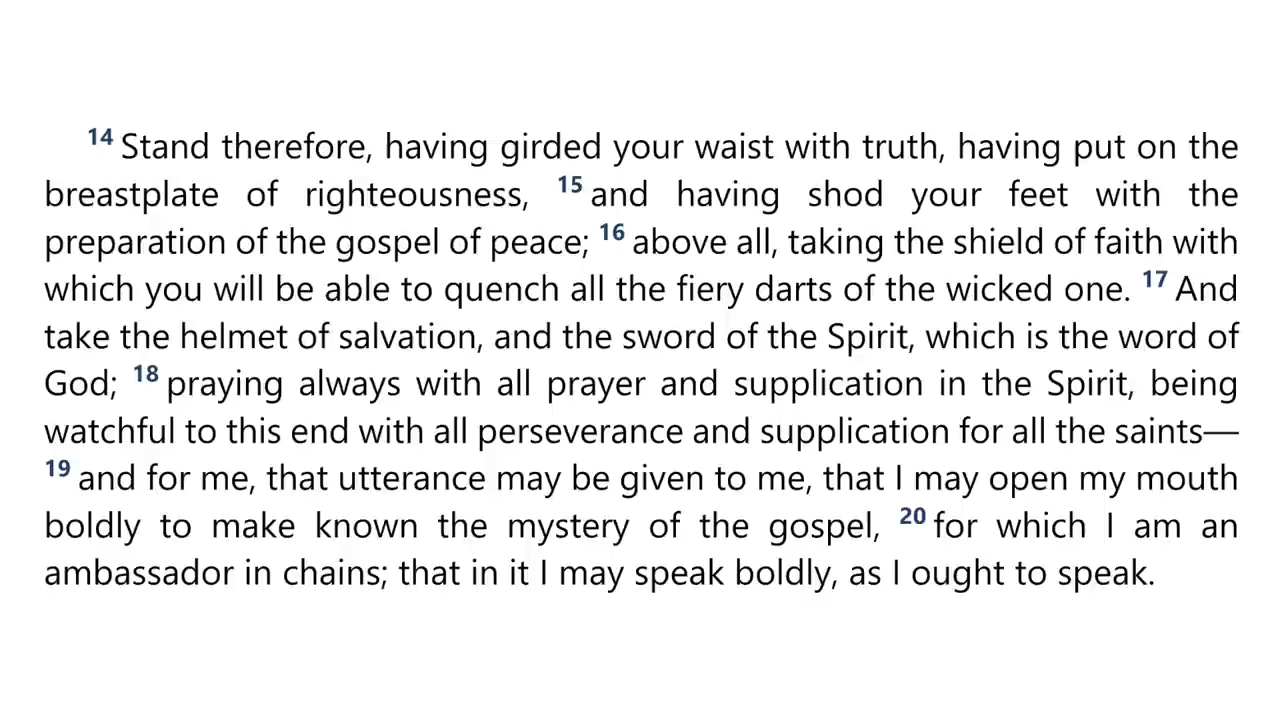 14 Stand therefore, having girded your waist with truth, having put on the
breastplate of righteousness, 15 and having shod your feet with the
preparation of the gospel of peace; 16 above all, taking the shield of faith with
which you will be able to quench all the fiery darts of the wicked one. 17 And
take the helmet of salvation, and the sword of the Spirit, which is the word of
God; 18 praying always with all prayer and supplication in the Spirit, being
watchful to this end with all perseverance and supplication for all the saints—
19 and for me, that utterance may be given to me, that I may open my mouth
boldly to make known the mystery of the gospel, 20 for which I am an
ambassador in chains; that in it I may speak boldly, as I ought to speak.